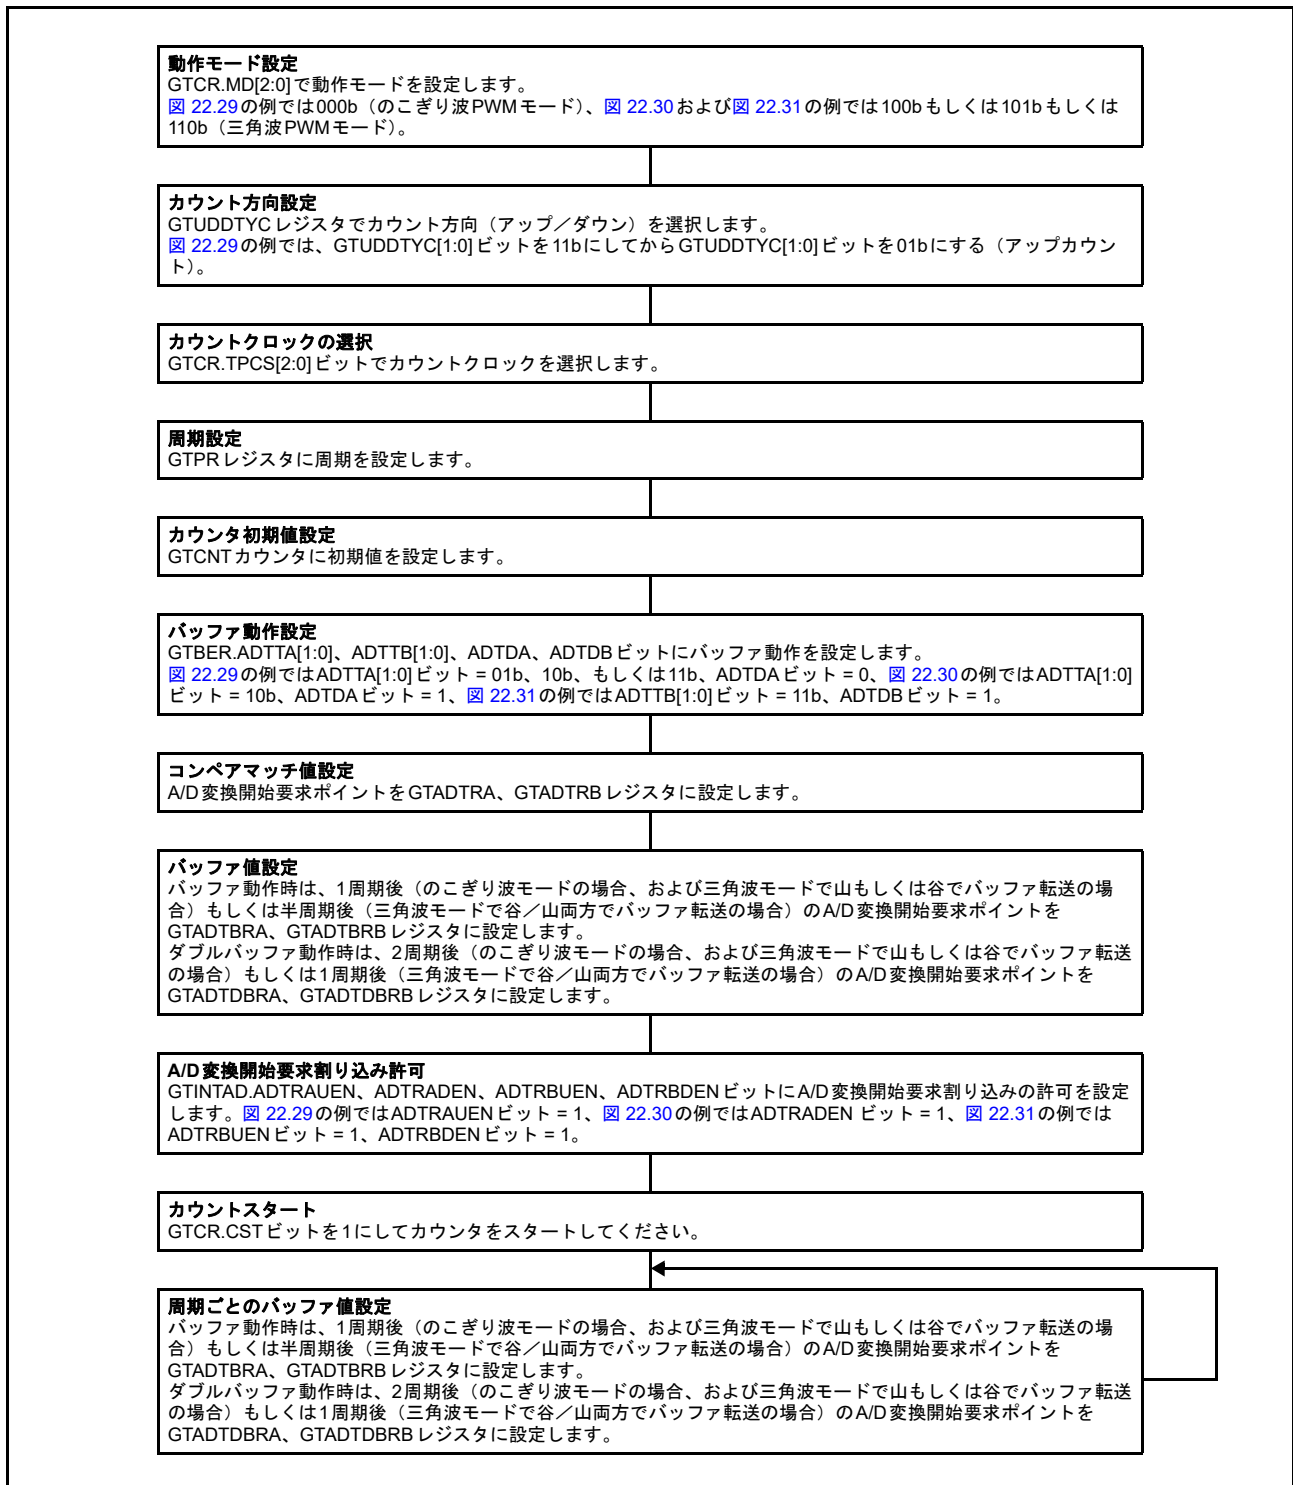 動作モード設定
GTCR.MD[2:0]で動作モードを設定します。
図 22.29の例では000b（のこぎり波PWMモード）、図 22.30および図 22.31の例では100bもしくは101bもしくは
110b（三角波PWMモード）。
カウント方向設定
GTUDDTYCレジスタでカウント方向（アップ／ダウン）を選択します。
図 22.29の例では、GTUDDTYC[1:0]ビットを11bにしてからGTUDDTYC[1:0]ビットを01bにする（アップカウン
ト）。
カウントクロックの選択
GTCR.TPCS[2:0]ビットでカウントクロックを選択します。
周期設定
GTPRレジスタに周期を設定します。
カウンタ初期値設定
GTCNTカウンタに初期値を設定します。
バッファ動作設定
GTBER.ADTTA[1:0]、ADTTB[1:0]、ADTDA、ADTDBビットにバッファ動作を設定します。
図 22.29の例ではADTTA[1:0]ビット = 01b、10b、もしくは11b、ADTDAビット = 0、図 22.30の例ではADTTA[1:0]
ビット = 10b、ADTDAビット = 1、図 22.31の例ではADTTB[1:0]ビット = 11b、ADTDBビット = 1。
コンペアマッチ値設定
A/D変換開始要求ポイントをGTADTRA、GTADTRBレジスタに設定します。
バッファ値設定
バッファ動作時は、1周期後（のこぎり波モードの場合、および三角波モードで山もしくは谷でバッファ転送の場
合）もしくは半周期後（三角波モードで谷／山両方でバッファ転送の場合）のA/D変換開始要求ポイントを
GTADTBRA、GTADTBRBレジスタに設定します。
ダブルバッファ動作時は、2周期後（のこぎり波モードの場合、および三角波モードで山もしくは谷でバッファ転送
の場合）もしくは1周期後（三角波モードで谷／山両方でバッファ転送の場合）のA/D変換開始要求ポイントを
GTADTDBRA、GTADTDBRBレジスタに設定します。
A/D変換開始要求割り込み許可
GTINTAD.ADTRAUEN、ADTRADEN、ADTRBUEN、ADTRBDENビットにA/D変換開始要求割り込みの許可を設定
します。図 22.29の例ではADTRAUENビット = 1、図 22.30の例ではADTRADEN ビット = 1、図 22.31の例では
ADTRBUENビット = 1、ADTRBDENビット = 1。
カウントスタート
GTCR.CSTビットを1にしてカウンタをスタートしてください。
周期ごとのバッファ値設定
バッファ動作時は、1周期後（のこぎり波モードの場合、および三角波モードで山もしくは谷でバッファ転送の場
合）もしくは半周期後（三角波モードで谷／山両方でバッファ転送の場合）のA/D変換開始要求ポイントを
GTADTBRA、GTADTBRBレジスタに設定します。
ダブルバッファ動作時は、2周期後（のこぎり波モードの場合、および三角波モードで山もしくは谷でバッファ転送
の場合）もしくは1周期後（三角波モードで谷／山両方でバッファ転送の場合）のA/D変換開始要求ポイントを
GTADTDBRA、GTADTDBRBレジスタに設定します。